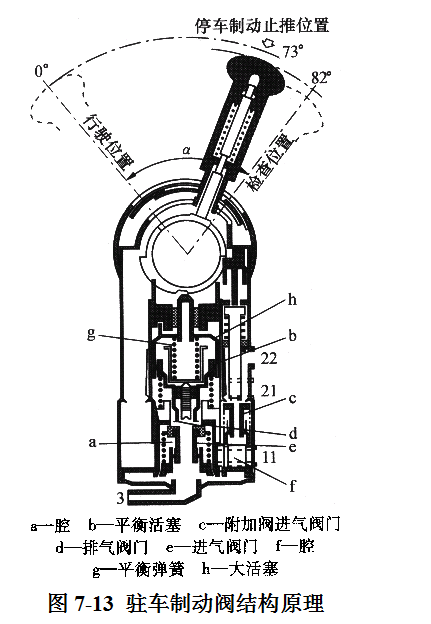 停车制动止推位置
0° 73°
82°
行驶位置
α
检查位置
h
g
b
22
21
c
d
a
e
11
3
f
a—腔 b—平衡活塞 c—附加阀进气阀门
d—排气阀门 e—进气阀门 f—腔
g—平衡弹簧 h—大活塞
图 7-13 驻车制动阀结构原理